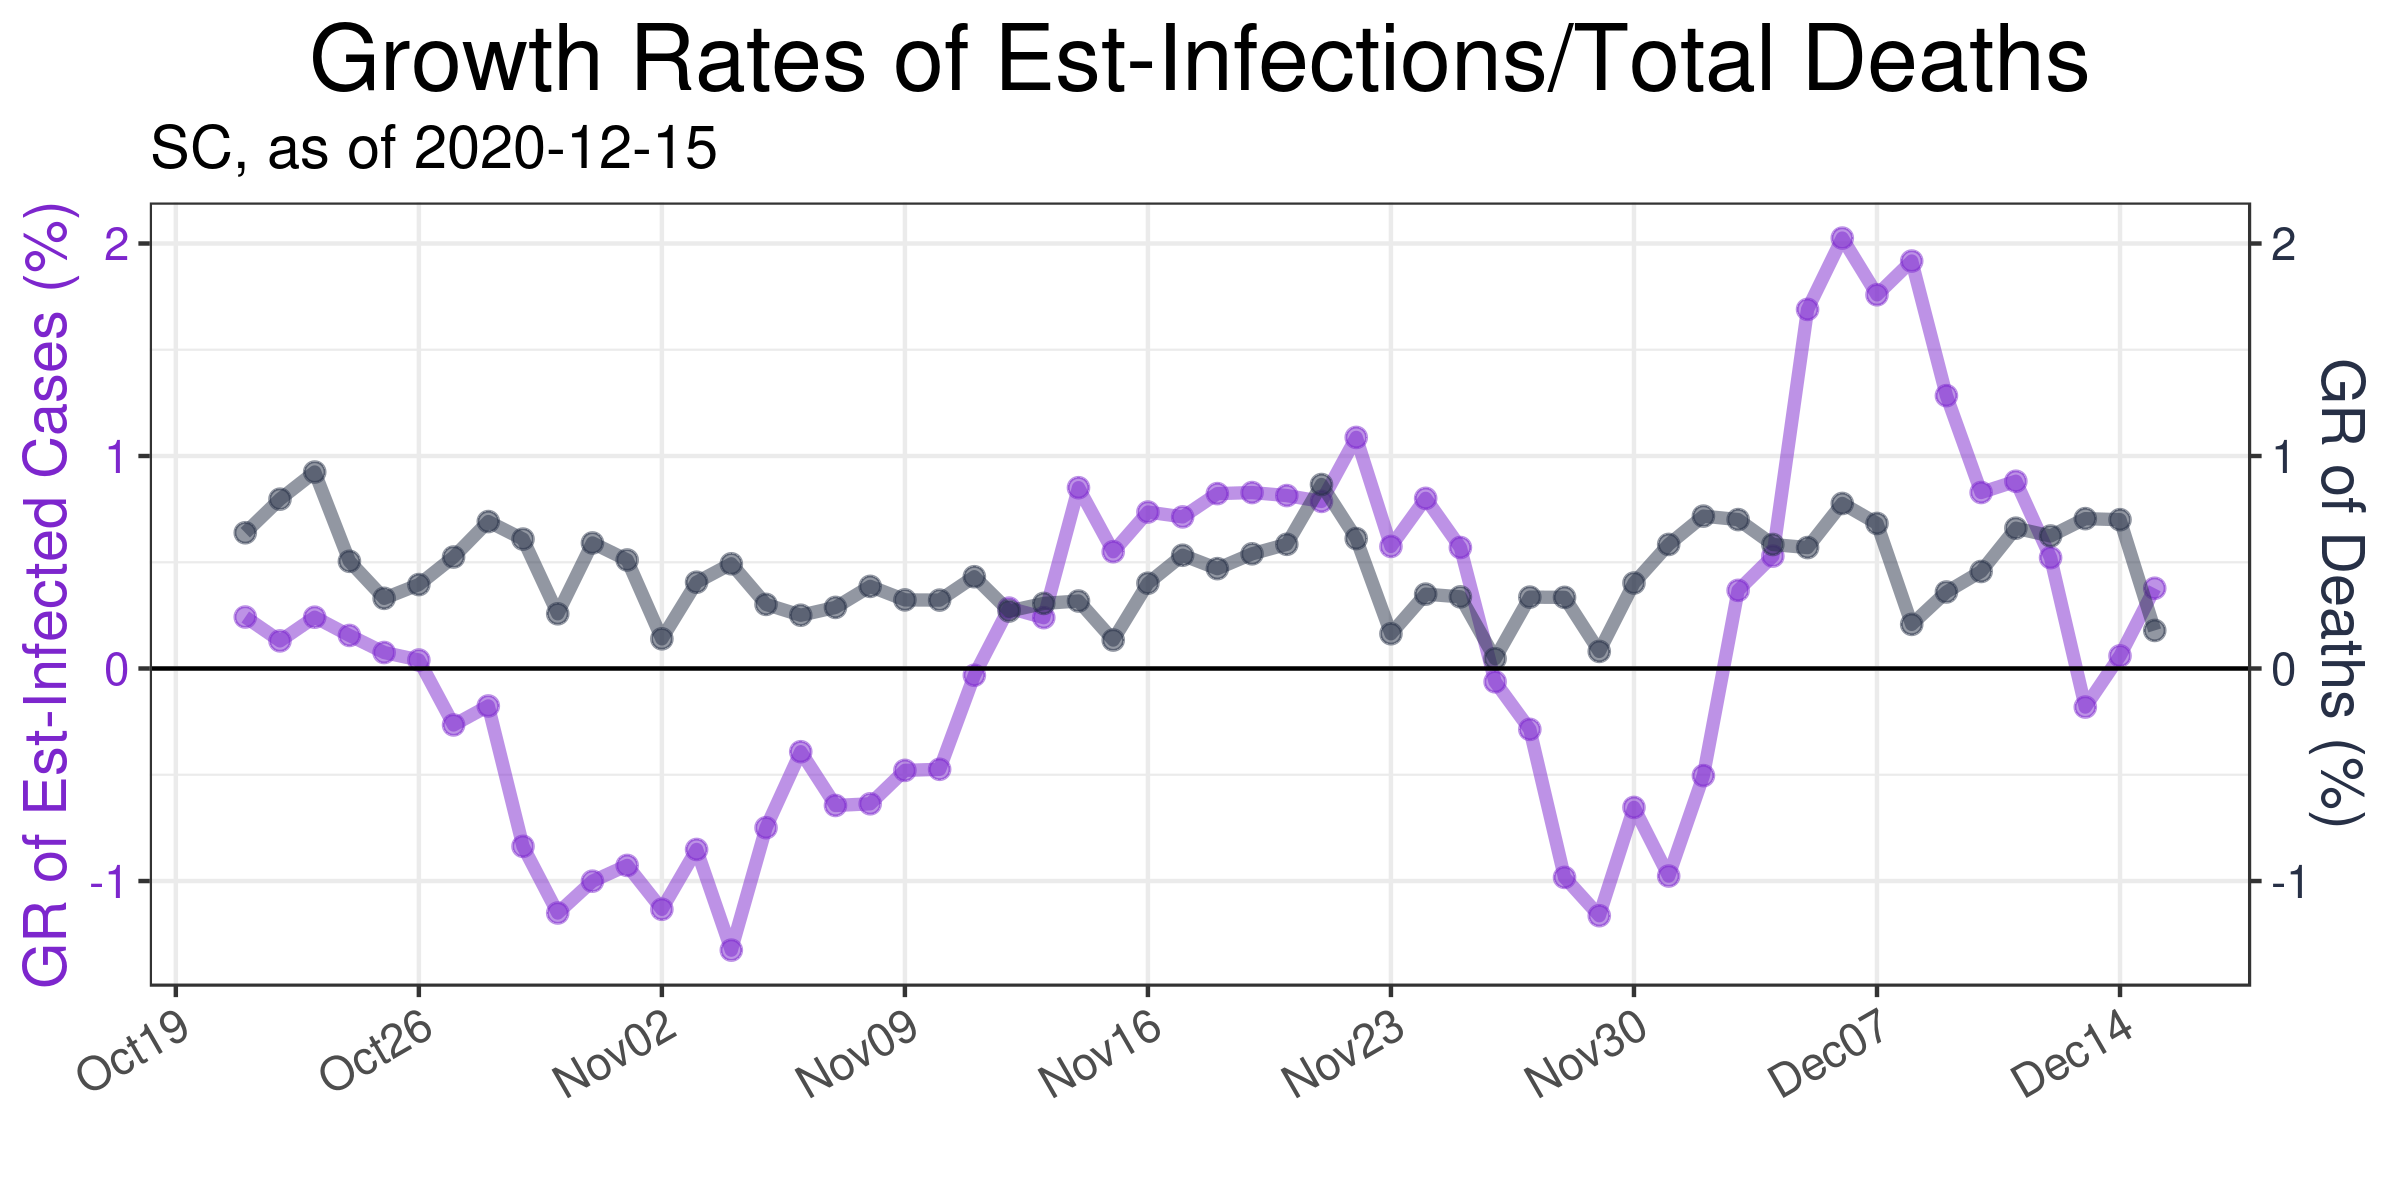 Growth Rates of Est-Infections/Total Deaths
SC, as of 2020-12-15
GR of Est-Infected Cases (%)
2
1
0
-1
2
1
0
-1
GR of Deaths (%)
Oct19
Oct26
Nov02
Nov09
Nov16
Nov23
Nov30
Dec07
Dec14